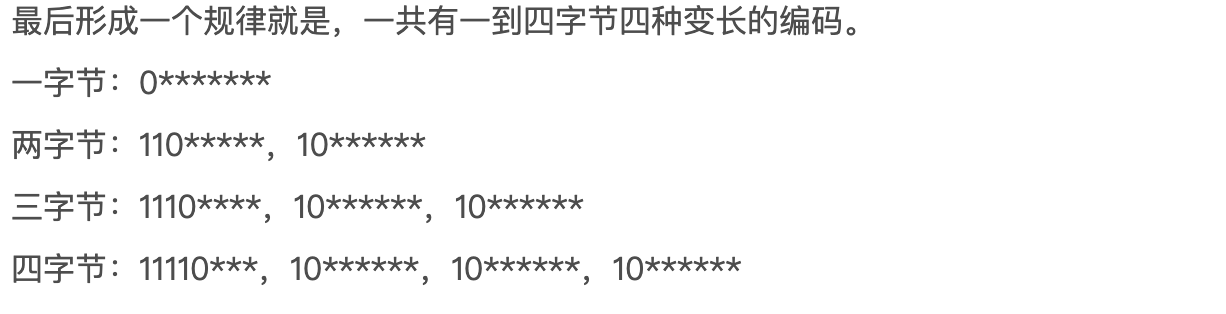 最后形成一个规律就是，一共有一到四字节四种变长的编码。
一字节：0*******
两字节：110*****，10******
三字节：1110****，10******，10******
四字节：11110***，10******，10******，10******